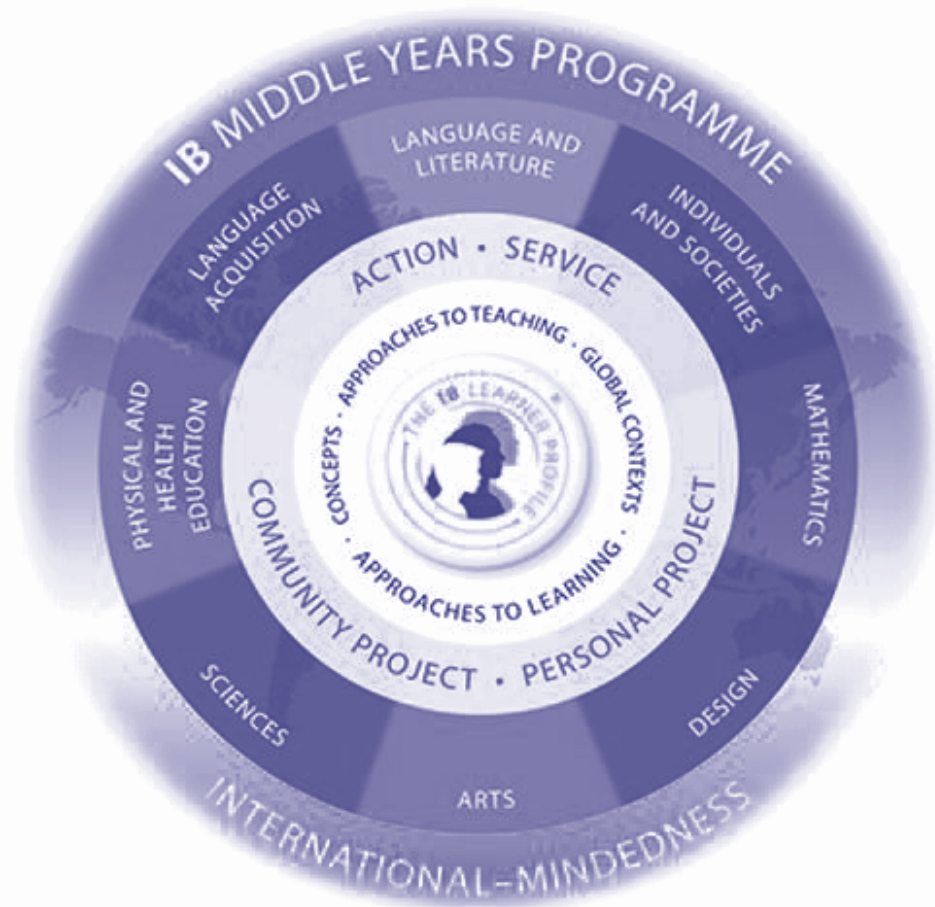 IB MIDDLE YEARS PROGRAMME
LANGUAGE AND
LITERATURE
INDIVIDUALS
AND SOCIETIES
MATHEMATICS
DESIGN
ARTS
SCIENCES
PHYSICAL AND
HEALTH
EDUCATION
LANGUAGE
ACQUISITION
ACTION · SERVICE
COMMUNITY PROJECT · PERSONAL PROJECT
CONCEPTS · APPROACHES TO TEACHING · GLOBAL CONTEXTS ·
APPROACHES TO LEARNING ·
THE IB LEARNER PROFILE
INTERNATIONAL-MINDEDNESS